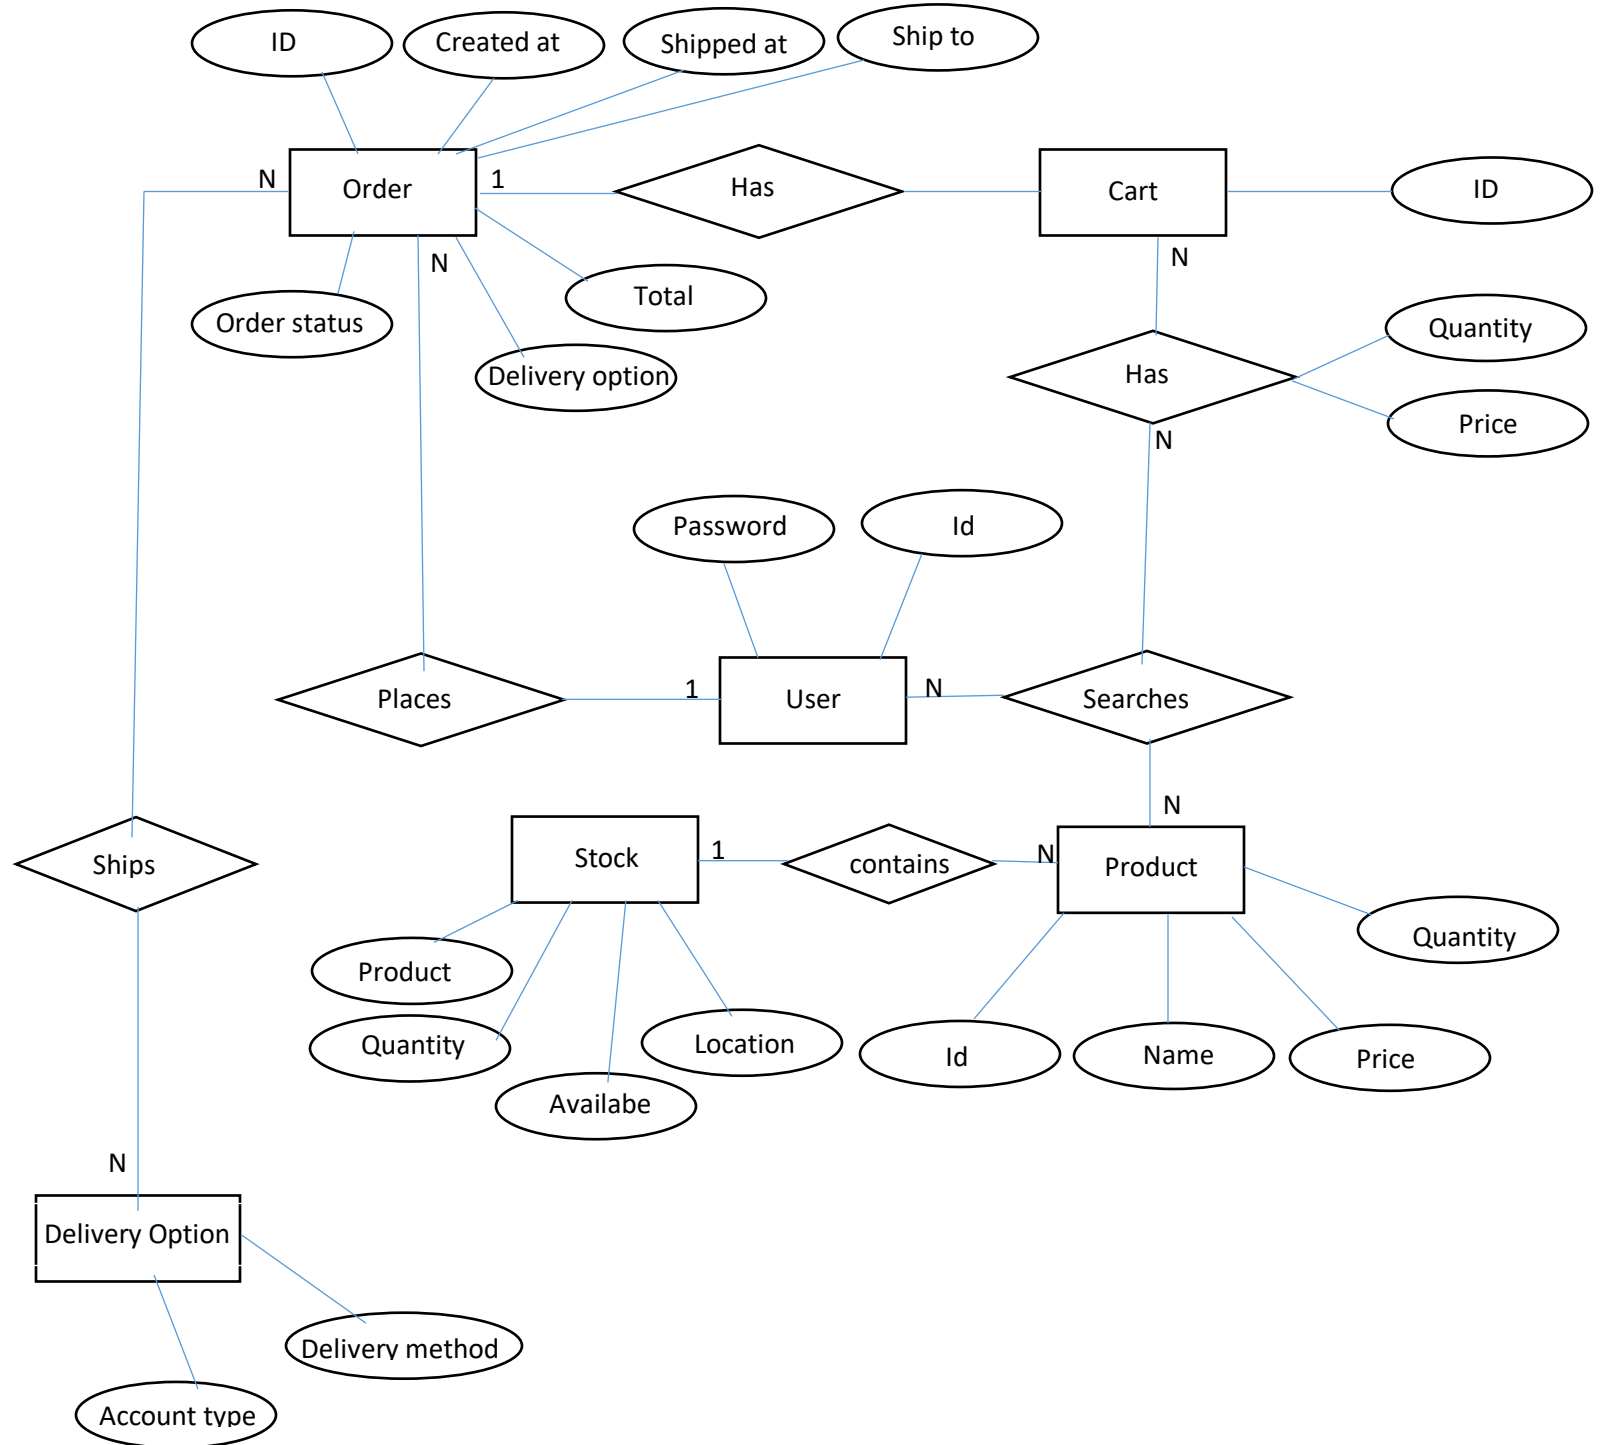 ID
Created at
Shipped at
Ship to
N
Order
1
Has
Cart
ID
N
N
Order status
Total
Delivery option
Quantity
Has
Price
N
Password
Id
Places
1
User
N
Searches
N
Ships
Stock
1
contains
N
Product
Product
Quantity
Availabe
Location
Quantity
Id
Name
Price
N
Delivery Option
Delivery method
Account type